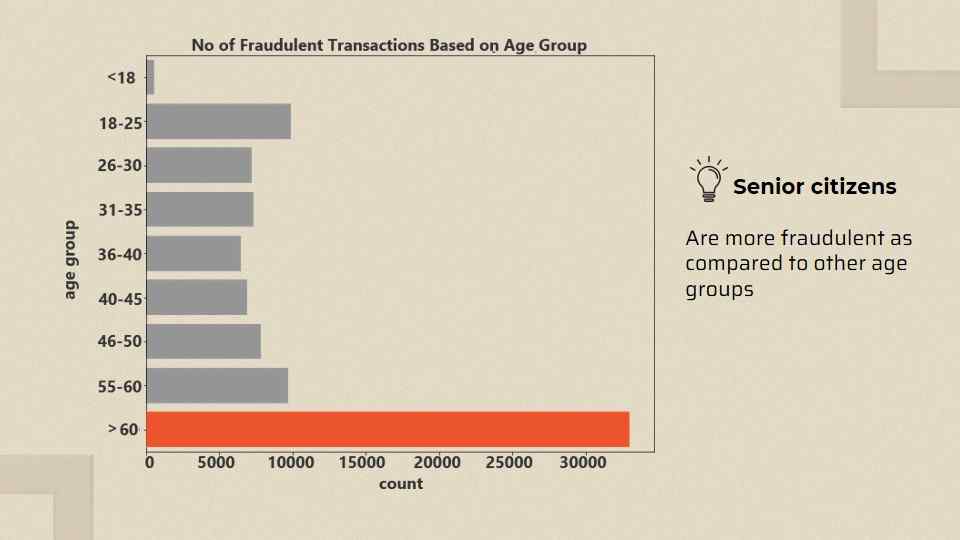 No of Fraudulent Transactions Based on Age Group
<18
18-25
26-30
31-35
36-40
40-45
46-50
55-60
>60
age group
0 5000 10000 15000 20000 25000 30000
count
Senior citizens
Are more fraudulent as
compared to other age
groups